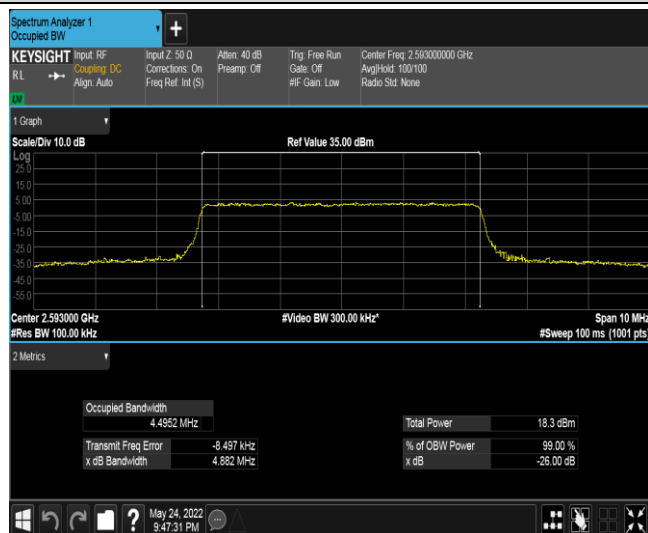 Spectrum Analyzer 1
Occupied BW
KEYSIGHT Input: RF Input Z: 50 Ω Atten: 40 dB Trig: Free Run Center Freq: 2.593000000 GHz
RL Coupling: DC Corrections: On Preamp: Off Gate: Off Avg|Hold: 100/100
Align: Auto Freq Ref: Int (S) #IF Gain: Low Radio Std: None
LXI
1 Graph
Scale/Div 10.0 dB Ref Value 35.00 dBm
Log
25.0
15.0
5.00
-5.00
-15.0
-25.0
-35.0
-45.0
-55.0
Center 2.593000 GHz #Video BW 300.00 kHz* Span 10 MHz
#Res BW 100.00 kHz #Sweep 100 ms (1001 pts)
2 Metrics
Occupied Bandwidth
4.4952 MHz Total Power 18.3 dBm
Transmit Freq Error -8.497 kHz % of OBW Power 99.00 %
x dB Bandwidth 4.882 MHz x dB -26.00 dB
May 24, 2022
9:47:31 PM